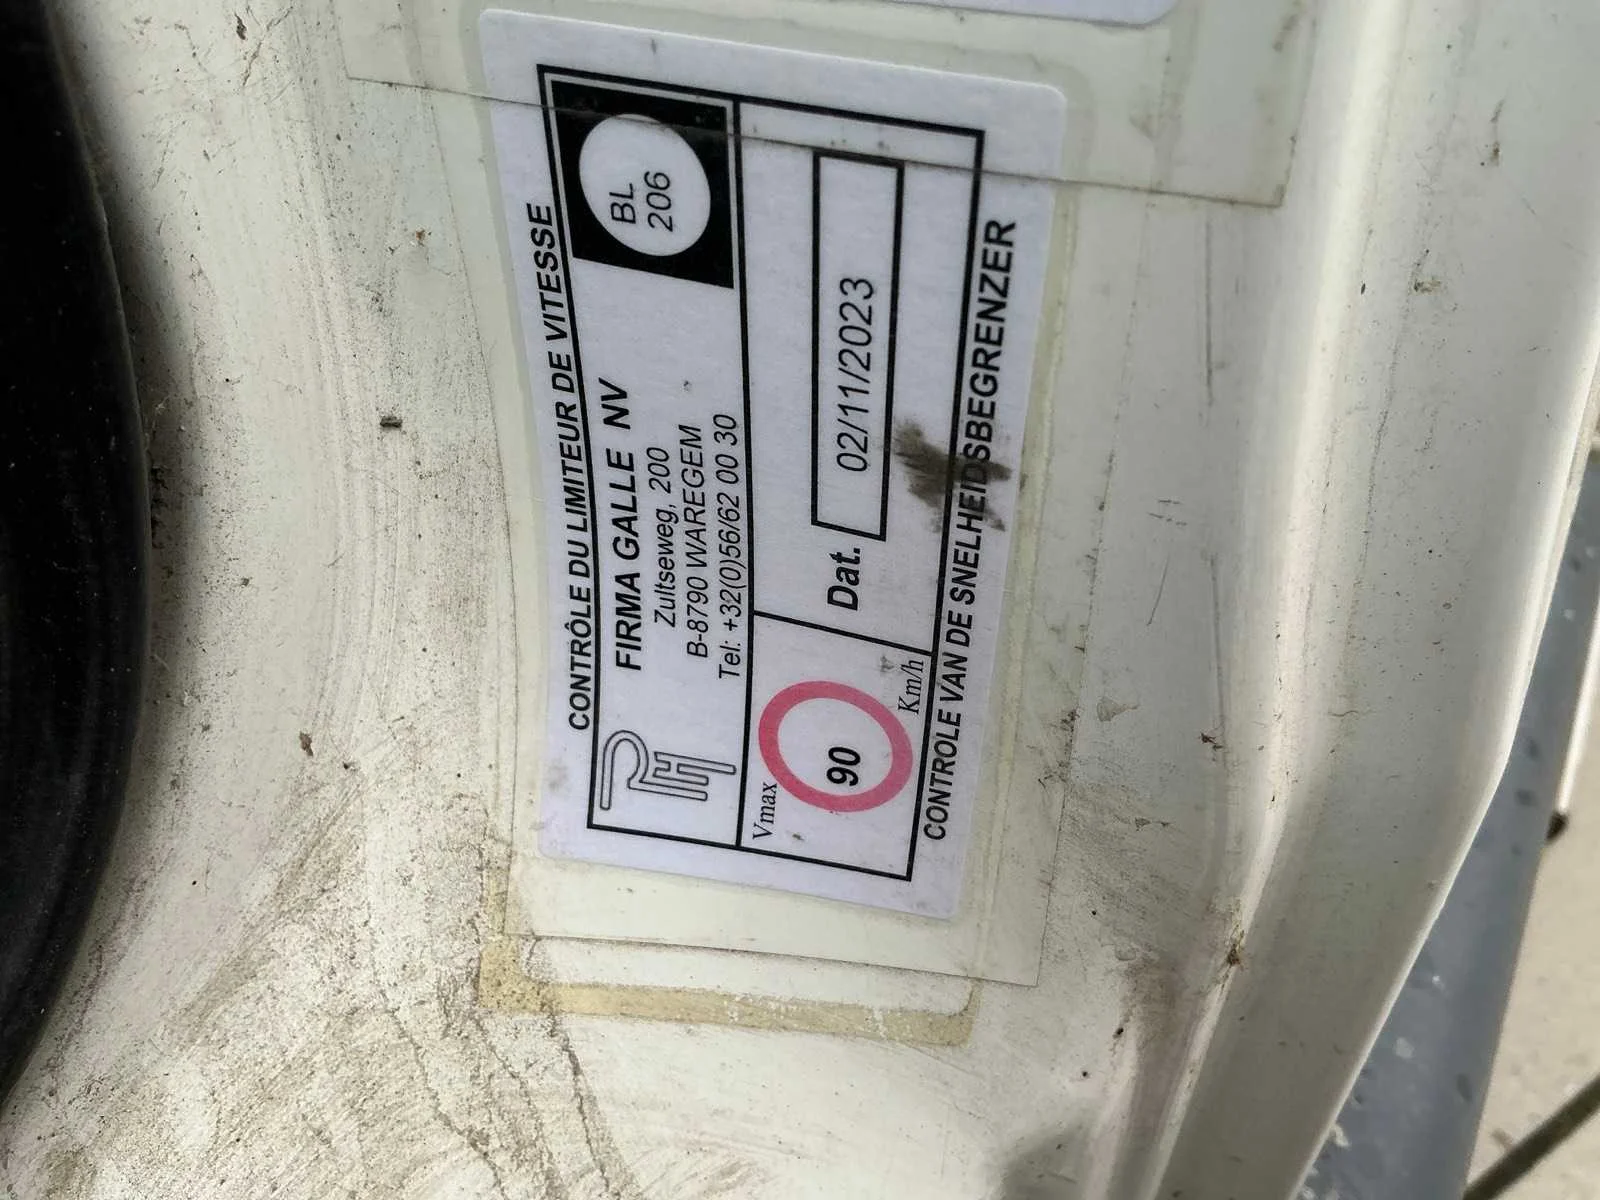 CONTRÔLE DU LIMITEUR DE VITESSE
FIRMA GALLE NV
Zultseweg, 200
B-8790 WAREGEM
Tel: +32(0)56/62 00 30
BL
206
Vmax
90
Km/h
Dat. 02/11/2023
CONTROLE VAN DE SNELHEIDSBEGRENZER